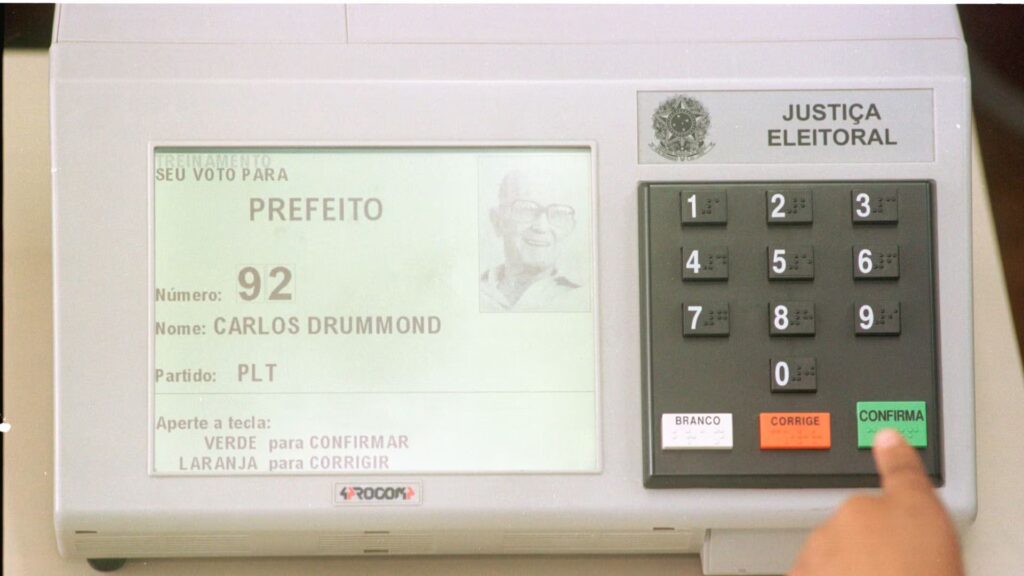 TREINAMENTO
SEU VOTO PARA
PREFEITO
Número: 92
Nome: CARLOS DRUMMOND
Partido: PLT
Aperte a tecla:
VERDE para CONFIRMAR
LARANJA para CORRIGIR
PROCOMP
JUSTIÇA
ELEITORAL
1 2 3
4 5 6
7 8 9
0
BRANCO CORRIGE CONFIRMA